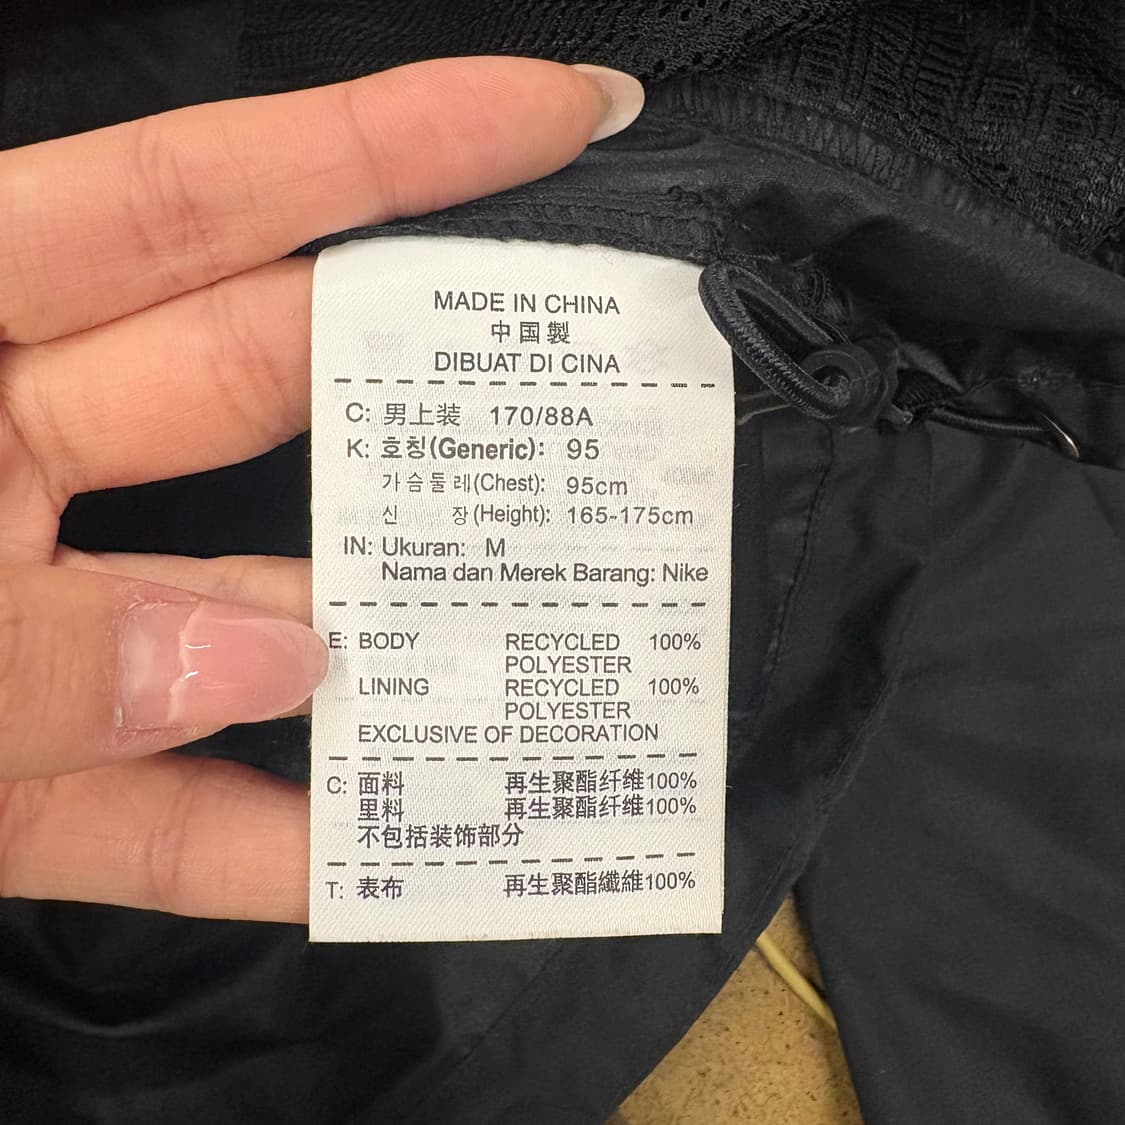 MADE IN CHINA
中国製
DIBUAT DI CINA
C: 男上装 170/88A
K: 호칭(Generic): 95
가슴둘레(Chest): 95cm
신 장(Height): 165-175cm
IN: Ukuran: M
Nama dan Merek Barang: Nike
E: BODY RECYCLED 100%
POLYESTER
LINING RECYCLED 100%
POLYESTER
EXCLUSIVE OF DECORATION
C: 面料 再生聚酯纤维100%
里料 再生聚酯纤维100%
不包括装饰部分
T: 表布 再生聚酯纖維100%